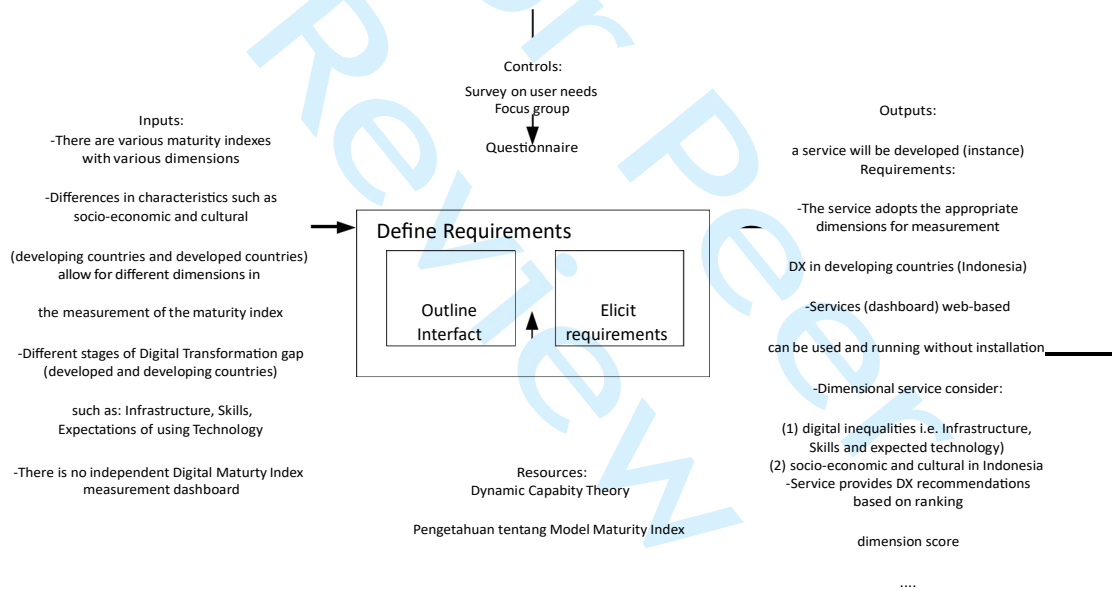 Controls:
Survey on user needs
Focus group
Questionnaire
Inputs:
-There are various maturity indexes
with various dimensions
-Differences in characteristics such as
socio-economic and cultural
(developing countries and developed countries)
allow for different dimensions in
the measurement of the maturity index
-Different stages of Digital Transformation gap
(developed and developing countries)
such as: Infrastructure, Skills,
Expectations of using Technology
-There is no independent Digital Maturty Index
measurement dashboard
Define Requirements
Outline
Interfact
Elicit
requirements
Resources:
Dynamic Capabity Theory
Pengetahuan tentang Model Maturity Index
Outputs:
a service will be developed (instance)
Requirements:
-The service adopts the appropriate
dimensions for measurement
DX in developing countries (Indonesia)
-Services (dashboard) web-based
can be used and running without installation
-Dimensional service consider:
(1) digital inequalities i.e. Infrastructure,
Skills and expected technology)
(2) socio-economic and cultural in Indonesia
-Service provides DX recommendations
based on ranking
dimension score
....
or Peer
Review